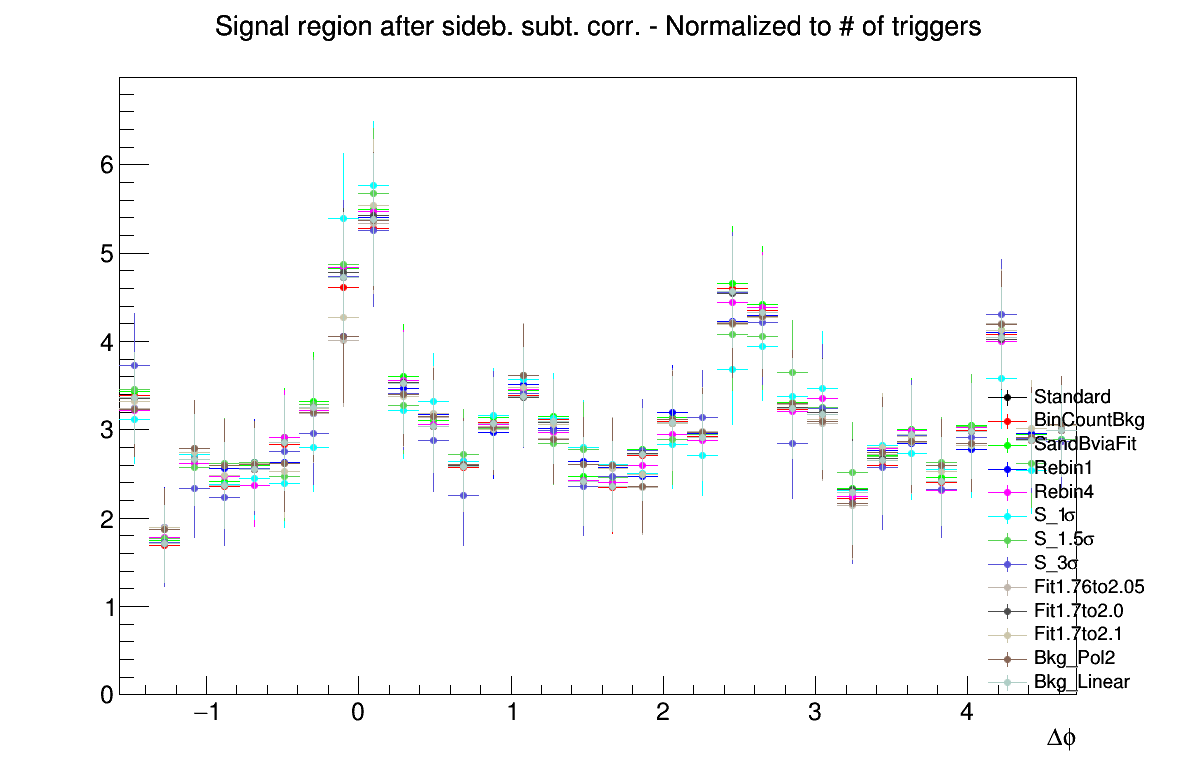 Signal region after sideb. subt. corr. - Normalized to # of triggers
6
5
4
3
2
1
0
−1 0 1 2 3 4
Δϕ
Standard
BinCountBkg
SandBviaFit
Rebin1
Rebin4
S_1σ
S_1.5σ
S_3σ
Fit1.76to2.05
Fit1.7to2.0
Fit1.7to2.1
Bkg_Pol2
Bkg_Linear